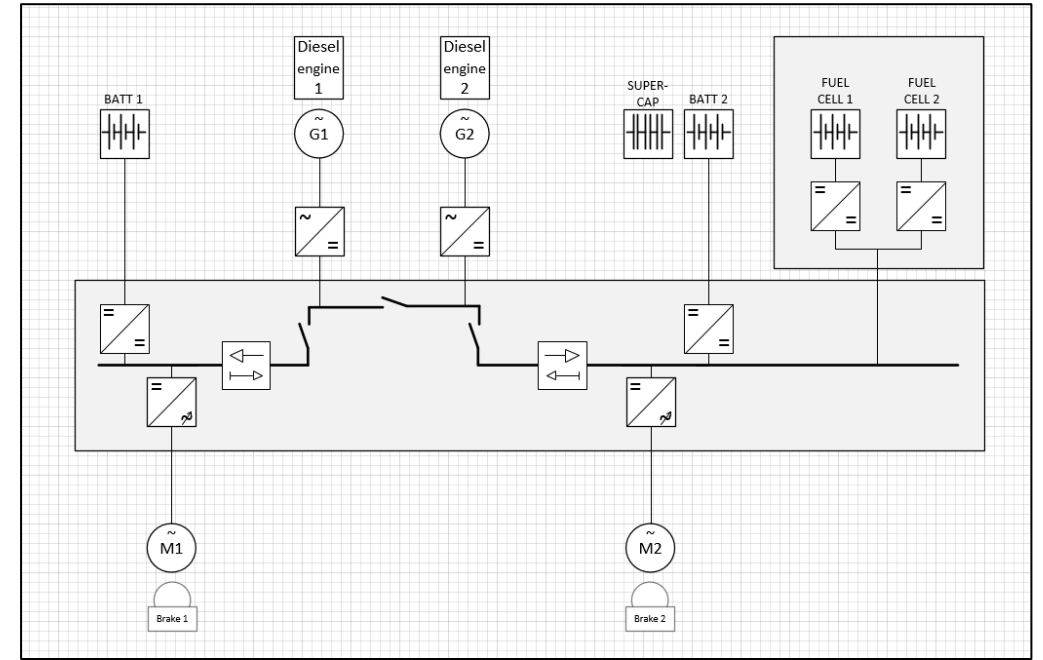 Diesel
engine
1
Diesel
engine
2
BATT 1
~
G1
~
G2
SUPER-
CAP
BATT 2
FUEL
CELL 1
FUEL
CELL 2
~
=
~
=
=
=
=
=
=
=
=
=
=
~
=
~
~
M1
~
M2
Brake 1
Brake 2